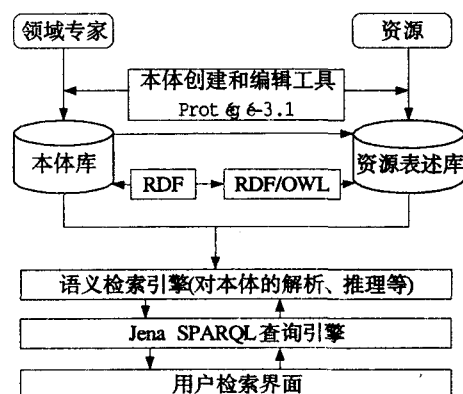 领域专家
资源
本体创建和编辑工具
Protégé-3.1
本体库
资源表述库
RDF
RDF/OWL
语义检索引擎(对本体的解析、推理等)
Jena SPARQL查询引擎
用户检索界面